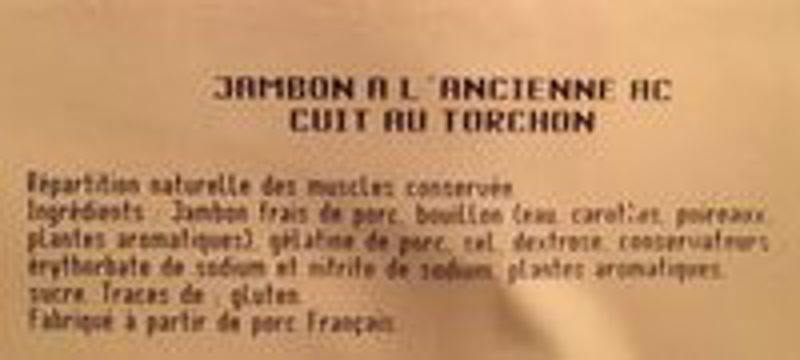 JAMBON A L'ANCIENNE AC
CUIT AU TORCHON
Répartition naturelle des muscles conservée
Ingrédients : Jambon frais de porc, bouillon (eau, carottes, poireaux,
plantes aromatiques), gélatine de porc, sel, dextrose, conservateurs
érythorbate de sodium et nitrite de sodium, plantes aromatiques,
sucre. Traces de : gluten.
Fabriqué à partir de porc Français.